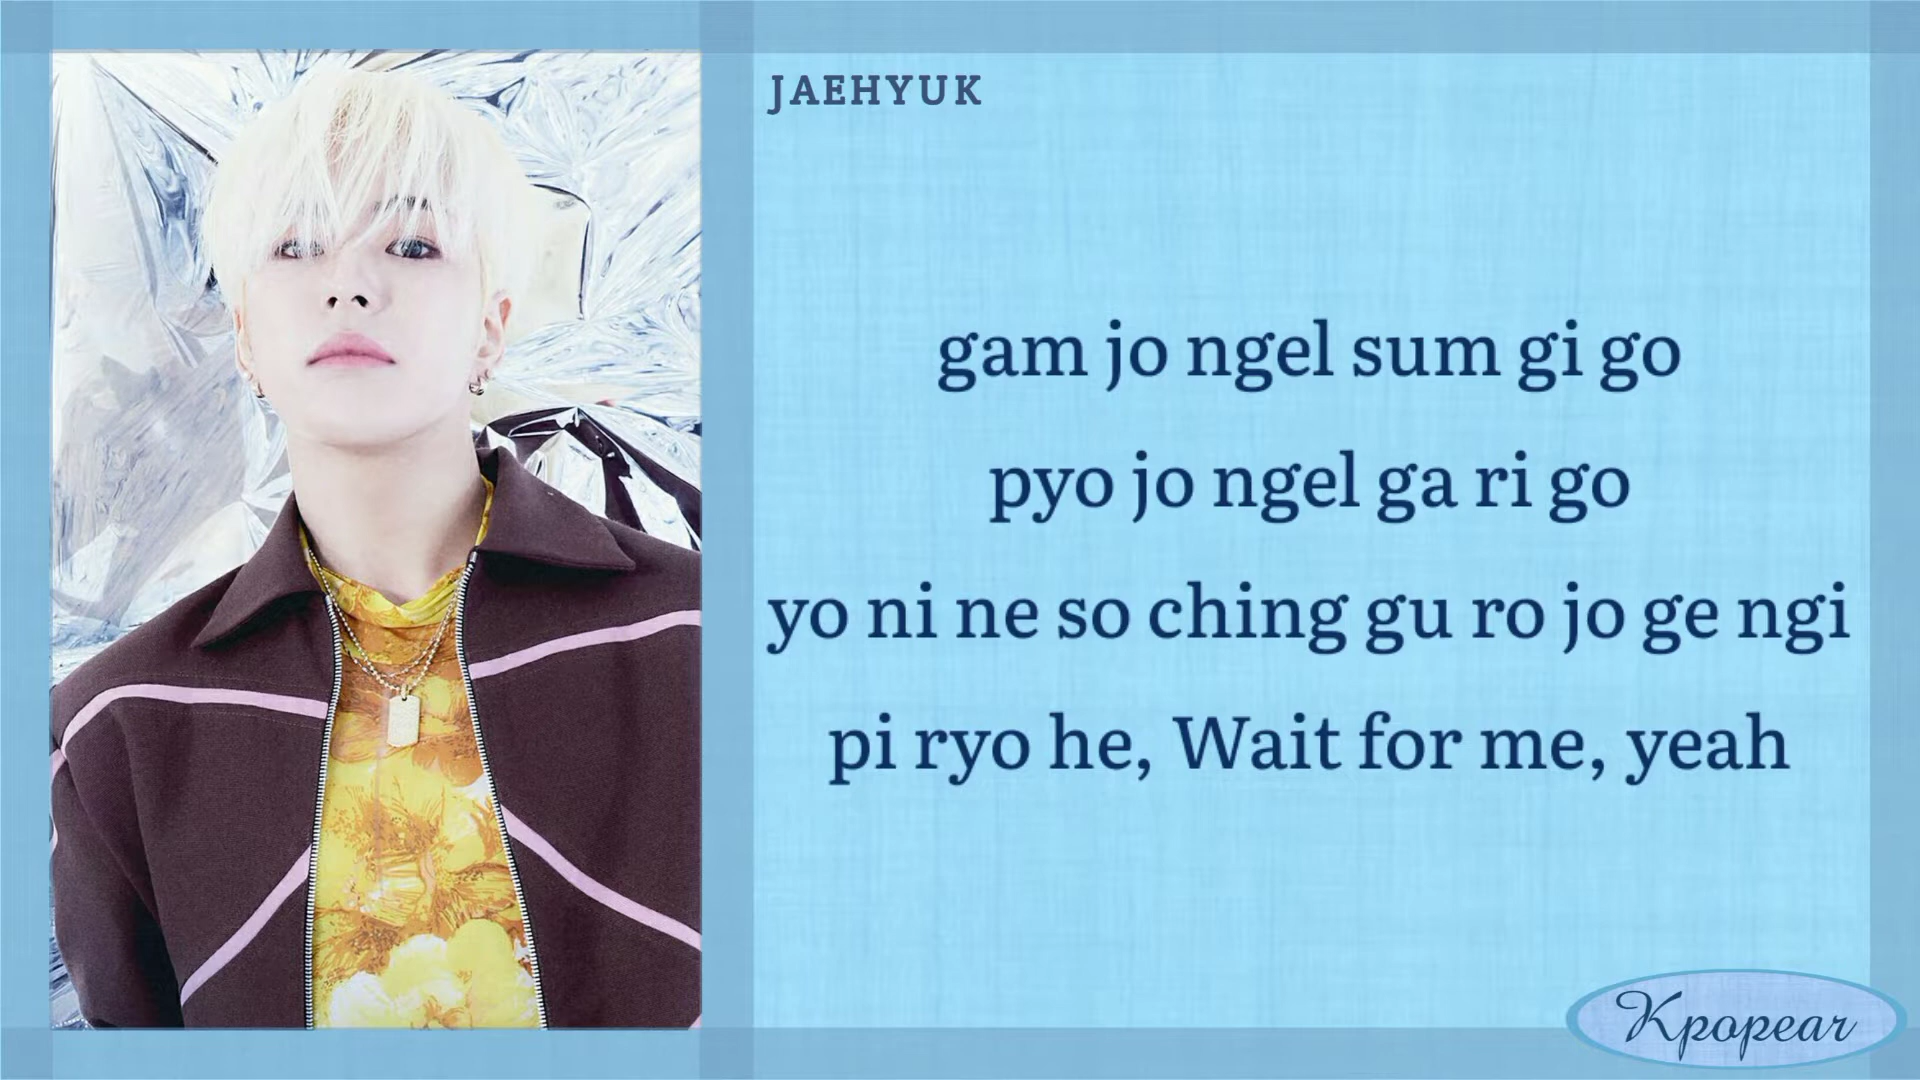 JAEHYUK
gam jo ngel sum gi go
pyo jo ngel ga ri go
yo ni ne so ching gu ro jo ge ngi
pi ryo he, Wait for me, yeah
Kpopear